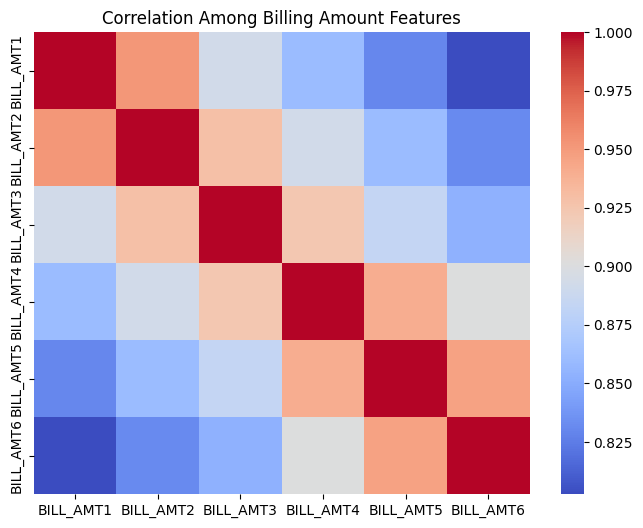 Correlation Among Billing Amount Features
BILL_AMT1
BILL_AMT2
BILL_AMT3
BILL_AMT4
BILL_AMT5
BILL_AMT6
BILL_AMT1 BILL_AMT2 BILL_AMT3 BILL_AMT4 BILL_AMT5 BILL_AMT6
1.000
0.975
0.950
0.925
0.900
0.875
0.850
0.825